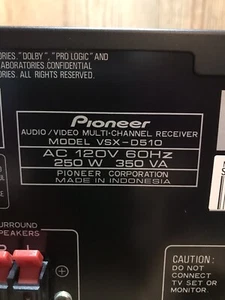 CONFIDENTIAL
ORIES. "DOLBY", "PRO LOGIC" AND
LABORATORIES. CONFIDENTIAL
ALL RIGHTS RESERVED.
Pioneer
AUDIO/VIDEO MULTI-CHANNEL RECEIVER
MODEL VSX-D510
AC 120V 60Hz
250 W 350 VA
PIONEER CORPORATION
MADE IN INDONESIA
SURROUND
SPEAKERS
R L
DO NOT
CONNECT
TV SET OR
MONITOR.